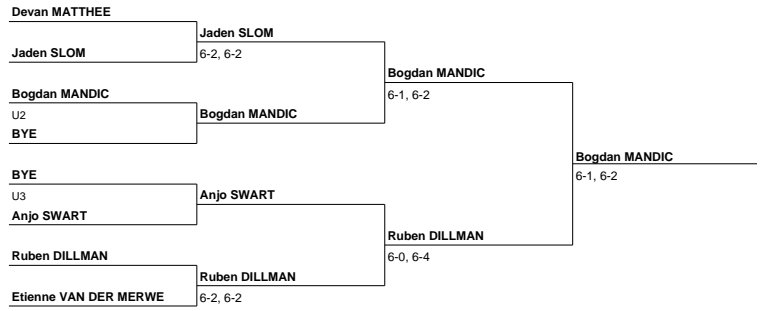 Devan MATTHEE
Jaden SLOM
Jaden SLOM
6-2, 6-2
Bogdan MANDIC
6-1, 6-2
Bogdan MANDIC
U2
Bogdan MANDIC
BYE
Bogdan MANDIC
6-1, 6-2
BYE
U3
Anjo SWART
Anjo SWART
Ruben DILLMAN
6-0, 6-4
Ruben DILLMAN
Ruben DILLMAN
Etienne VAN DER MERWE
6-2, 6-2